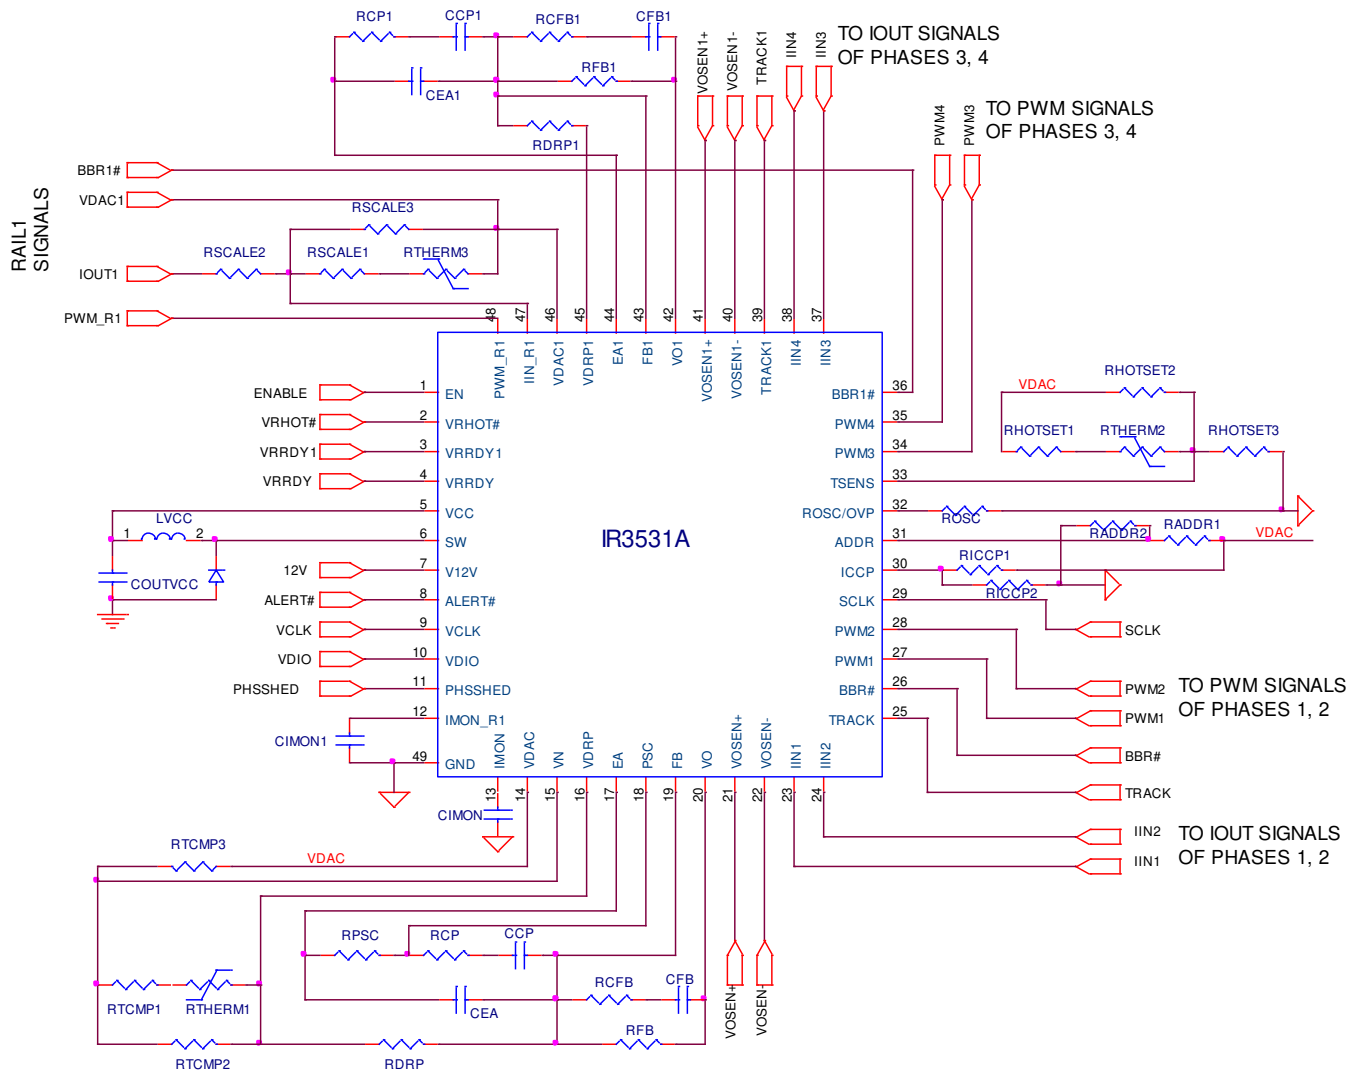 RCP1
CCP1
RCFB1
CFB1
CEA1
RFB1
RDRP1
VOSEN1+
VOSEN1-
TRACK1
IIN4
IIN3
TO IOUT SIGNALS
OF PHASES 3, 4
PWM4
PWM3
TO PWM SIGNALS
OF PHASES 3, 4
RAIL1
SIGNALS
BBR1#
VDAC1
IOUT1
PWM_R1
RSCALE3
RSCALE2
RSCALE1
RTHERM3
48
47
46
45
44
43
42
41
40
39
38
37
PWM_R1
IIN_R1
VDAC1
VDRP1
EA1
FB1
VO1
VOSEN1+
VOSEN1-
TRACK1
IIN4
IIN3
ENABLE
1
EN
VRHOT#
2
VRHOT#
VRRDY1
3
VRRDY1
VRRDY
4
VRRDY
5
VCC
LVCC
1
2
6
SW
COUTVCC
12V
7
V12V
ALERT#
8
ALERT#
VCLK
9
VCLK
VDIO
10
VDIO
PHSSHED
11
PHSSHED
12
IMON_R1
CIMON1
49
GND
IR3531A
BBR1#
36
PWM4
35
PWM3
34
TSENS
33
ROSC/OVP
32
ADDR
31
ICCP
30
SCLK
29
PWM2
28
PWM1
27
BBR#
26
TRACK
25
VDAC
RHOTSET2
RHOTSET1
RTHERM2
RHOTSET3
ROSC
RADDR2
RADDR1
VDAC
RICCP1
RICCP2
SCLK
PWM2
PWM1
TO PWM SIGNALS
OF PHASES 1, 2
BBR#
TRACK
IIN2
IIN1
TO IOUT SIGNALS
OF PHASES 1, 2
IMON
VDAC
VN
VDRP
EA
PSC
FB
VO
VOSEN+
VOSEN-
IIN1
IIN2
13
14
15
16
17
18
19
20
21
22
23
24
CIMON
RTCMP3
VDAC
RPSC
RCP
CCP
RTCMP1
RTHERM1
CEA
RCFB
CFB
RTCMP2
RDRP
RFB
VOSEN+
VOSEN-